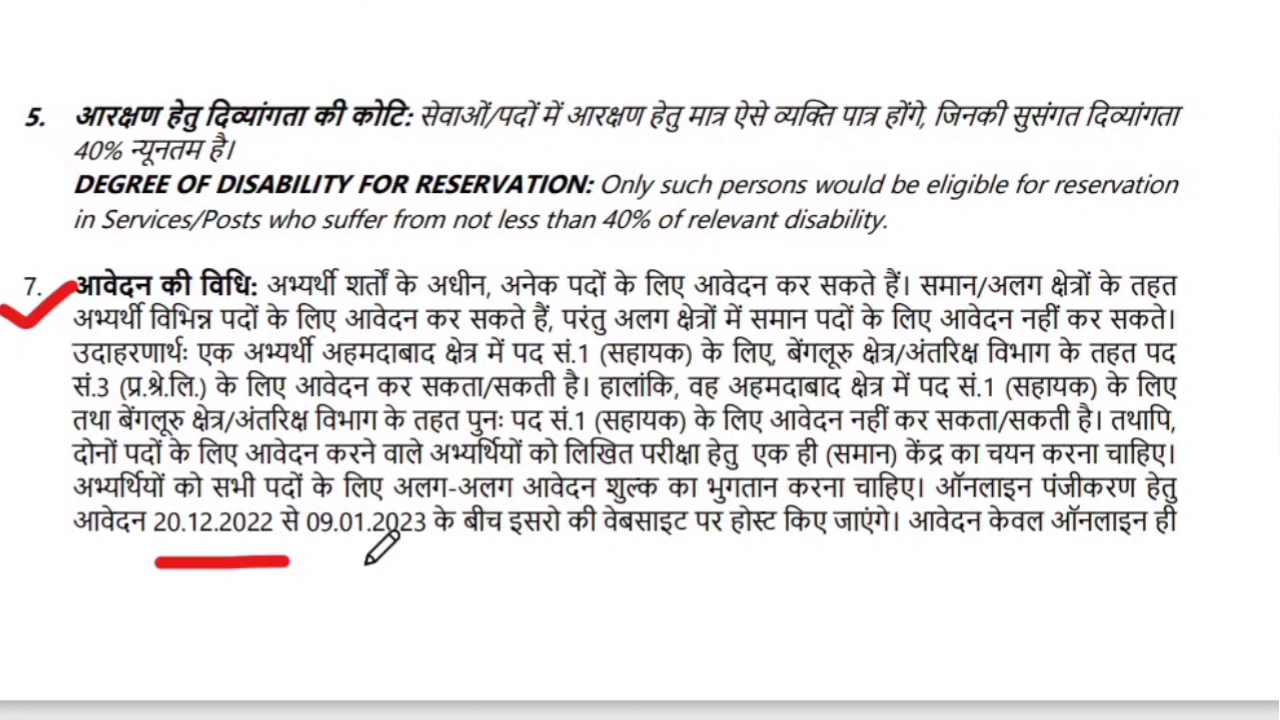 5. आरक्षण हेतु दिव्यांगता की कोटि: सेवाओं/पदों में आरक्षण हेतु मात्र ऐसे व्यक्ति पात्र होंगे, जिनकी सुसंगत दिव्यांगता
40% न्यूनतम है।
DEGREE OF DISABILITY FOR RESERVATION: Only such persons would be eligible for reservation
in Services/Posts who suffer from not less than 40% of relevant disability.
7. आवेदन की विधि: अभ्यर्थी शर्तों के अधीन, अनेक पदों के लिए आवेदन कर सकते हैं। समान/अलग क्षेत्रों के तहत
अभ्यर्थी विभिन्न पदों के लिए आवेदन कर सकते हैं, परंतु अलग क्षेत्रों में समान पदों के लिए आवेदन नहीं कर सकते।
उदाहरणार्थः एक अभ्यर्थी अहमदाबाद क्षेत्र में पद सं.1 (सहायक) के लिए, बेंगलूरु क्षेत्र/अंतरिक्ष विभाग के तहत पद
सं.3 (प्र.श्रे.लि.) के लिए आवेदन कर सकता/सकती है। हालांकि, वह अहमदाबाद क्षेत्र में पद सं.1 (सहायक) के लिए
तथा बेंगलूरु क्षेत्र/अंतरिक्ष विभाग के तहत पुनः पद सं.1 (सहायक) के लिए आवेदन नहीं कर सकता/सकती है। तथापि,
दोनों पदों के लिए आवेदन करने वाले अभ्यर्थियों को लिखित परीक्षा हेतु एक ही (समान) केंद्र का चयन करना चाहिए।
अभ्यर्थियों को सभी पदों के लिए अलग-अलग आवेदन शुल्क का भुगतान करना चाहिए। ऑनलाइन पंजीकरण हेतु
आवेदन 20.12.2022 से 09.01.2023 के बीच इसरो की वेबसाइट पर होस्ट किए जाएंगे। आवेदन केवल ऑनलाइन ही